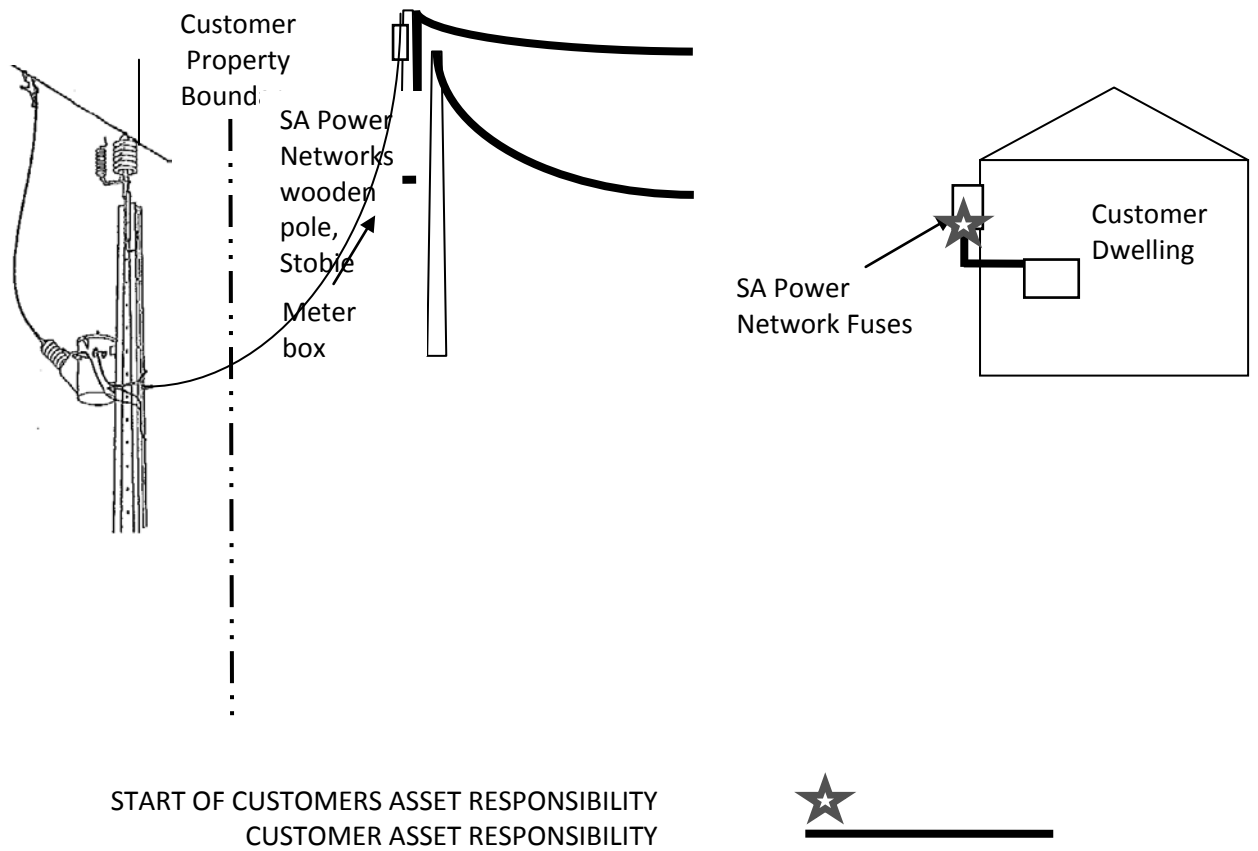 Customer
Property
SA Power
Networks
wooden
pole,
Stobie
Meter
box
SA Power
Network Fuses
Customer
Dwelling
START OF CUSTOMERS ASSET RESPONSIBILITY
CUSTOMER ASSET RESPONSIBILITY